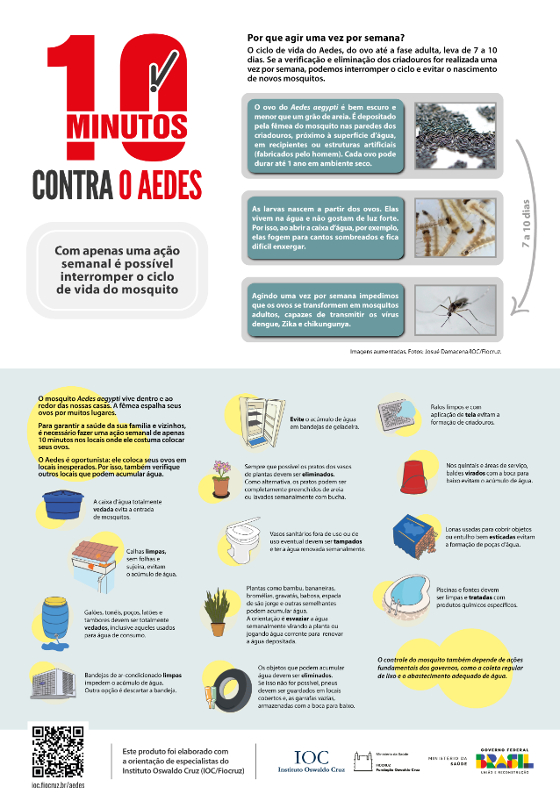 10
MINUTOS
CONTRA O AEDES
Com apenas uma ação
semanal é possível
interromper o ciclo
de vida do mosquito
Por que agir uma vez por semana?
O ciclo de vida do Aedes, do ovo até a fase adulta, leva de 7 a 10
dias. Se a verificação e eliminação dos criadouros for realizada uma
vez por semana, podemos interromper o ciclo e evitar o nascimento
de novos mosquitos.
O ovo do Aedes aegypti é bem escuro e
menor que um grão de areia. É depositado
pela fêmea do mosquito nas paredes dos
criadouros, próximo à superfície d'água,
em recipientes ou estruturas artificiais
(fabricados pelo homem). Cada ovo pode
durar até 1 ano em ambiente seco.
As larvas nascem a partir dos ovos. Elas
vivem na água e não gostam de luz forte.
Por isso, ao abrir a caixa d'água, por exemplo,
elas fogem para cantos sombreados e fica
difícil enxergar.
Agindo uma vez por semana impedimos
que os ovos se transformem em mosquitos
adultos, capazes de transmitir os vírus
dengue, Zika e chikungunya.
7 a 10 dias
Imagens aumentadas. Fotos: Josué Damacena/IOC/Fiocruz
O mosquito Aedes aegypti vive dentro e ao
redor das nossas casas. A fêmea espalha seus
ovos por muitos lugares.
Para garantir a saúde da sua família e vizinhos,
é necessário fazer uma ação semanal de apenas
10 minutos nos locais onde ele costuma colocar
seus ovos.
O Aedes é oportunista: ele coloca seus ovos em
locais inesperados. Por isso, também verifique
outros locais que podem acumular água.
A caixa d'água totalmente
vedada evita a entrada
de mosquitos.
Calhas limpas,
sem folhas e
sujeira, evitam
o acúmulo de água.
Galões, tonéis, poços, latões e
tambores devem ser totalmente
vedados, inclusive aqueles usados
para água de consumo.
Bandejas de ar-condicionado limpas
impedem o acúmulo de água.
Outra opção é descartar a bandeja.
Evite o acúmulo de água
em bandejas de geladeira.
Sempre que possível os pratos dos vasos
de plantas devem ser eliminados.
Como alternativa, os pratos podem ser
completamente preenchidos de areia
ou lavados semanalmente com bucha.
Vasos sanitários fora de uso ou de
uso eventual devem ser tampados
e ter a água renovada semanalmente.
Plantas como bambu, bananeiras,
bromélias, gravatás, babosa, espada
de são jorge e outras semelhantes
podem acumular água.
A orientação é esvaziar a água
semanalmente virando a planta ou
jogando água corrente para renovar
a água depositada.
Os objetos que podem acumular
água devem ser eliminados.
Se isso não for possível, pneus
devem ser guardados em locais
cobertos e, as garrafas vazias,
armazenadas com a boca para baixo.
Ralos limpos e com
aplicação de tela evitam a
formação de criadouros.
Nos quintais e áreas de serviço,
baldes virados com a boca para
baixo evitam o acúmulo de água.
Lonas usadas para cobrir objetos
ou entulho bem esticadas evitam
a formação de poças d'água.
Piscinas e fontes devem
ser limpas e tratadas com
produtos químicos específicos.
O controle do mosquito também depende de ações
fundamentais dos governos, como a coleta regular
de lixo e o abastecimento adequado de água.
ioc.fiocruz.br/aedes
Este produto foi elaborado com
a orientação de especialistas do
Instituto Oswaldo Cruz (IOC/Fiocruz)
IOC
Instituto Oswaldo Cruz
Ministério da Saúde
FIOCRUZ
Fundação Oswaldo Cruz
MINISTÉRIO DA
SAÚDE
GOVERNO FEDERAL
BRASIL
UNIÃO E RECONSTRUÇÃO